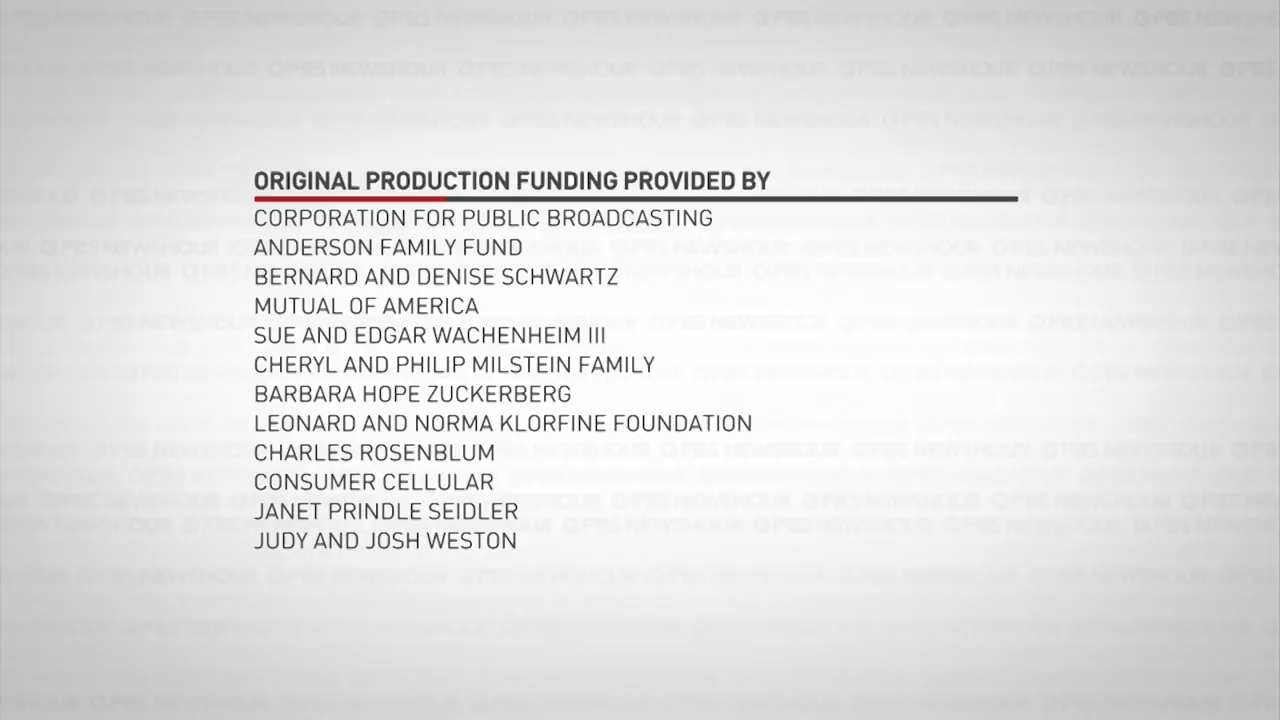 ORIGINAL PRODUCTION FUNDING PROVIDED BY
CORPORATION FOR PUBLIC BROADCASTING
ANDERSON FAMILY FUND
BERNARD AND DENISE SCHWARTZ
MUTUAL OF AMERICA
SUE AND EDGAR WACHENHEIM III
CHERYL AND PHILIP MILSTEIN FAMILY
BARBARA HOPE ZUCKERBERG
LEONARD AND NORMA KLORFINE FOUNDATION
CHARLES ROSENBLUM
CONSUMER CELLULAR
JANET PRINDLE SEIDLER
JUDY AND JOSH WESTON